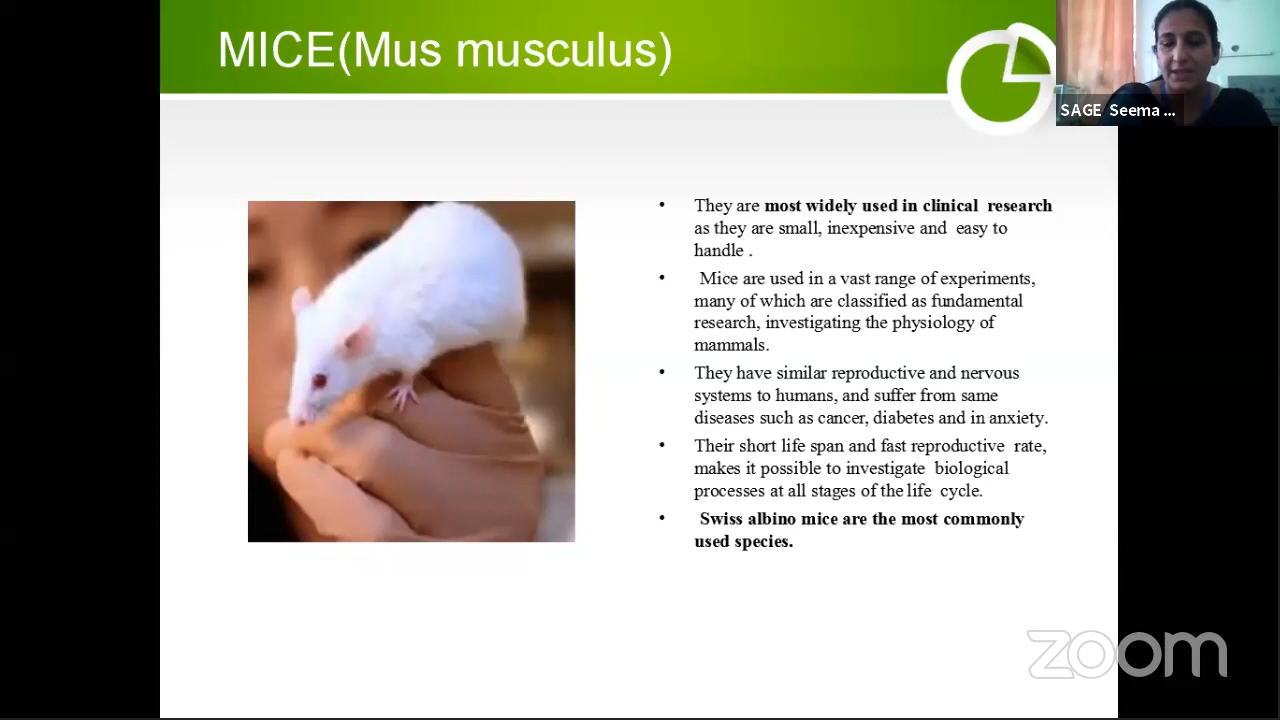 MICE(Mus musculus)
SAGE Seema ...
• They are most widely used in clinical research
as they are small, inexpensive and easy to
handle .
• Mice are used in a vast range of experiments,
many of which are classified as fundamental
research, investigating the physiology of
mammals.
• They have similar reproductive and nervous
systems to humans, and suffer from same
diseases such as cancer, diabetes and in anxiety.
• Their short life span and fast reproductive rate,
makes it possible to investigate biological
processes at all stages of the life cycle.
• Swiss albino mice are the most commonly
used species.
zoom